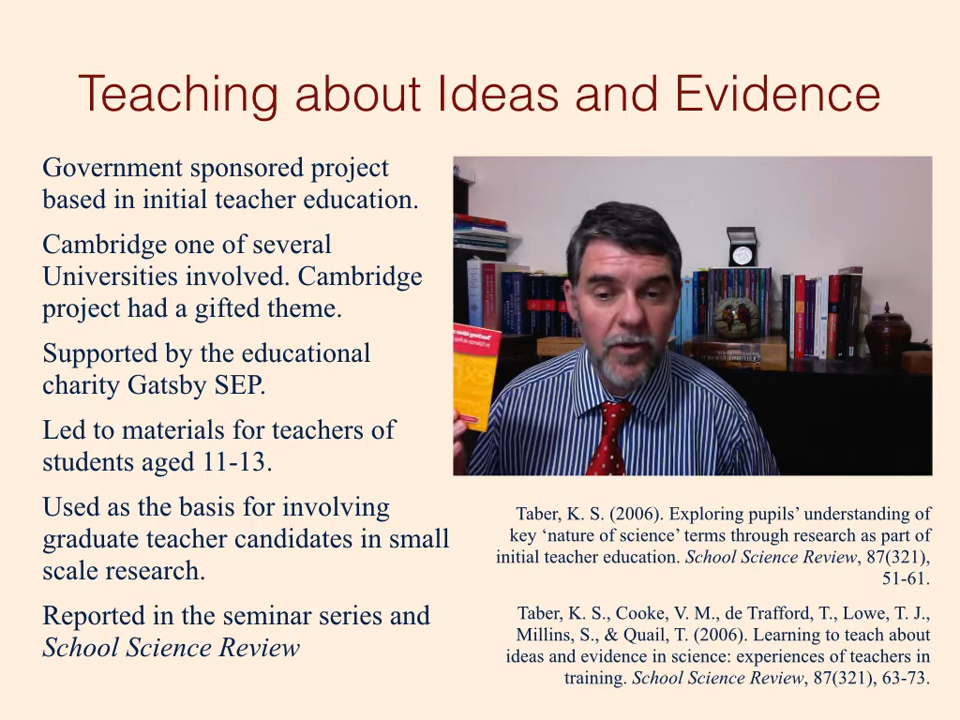 Teaching about Ideas and Evidence
Government sponsored project
based in initial teacher education.
Cambridge one of several
Universities involved. Cambridge
project had a gifted theme.
Supported by the educational
charity Gatsby SEP.
Led to materials for teachers of
students aged 11-13.
Used as the basis for involving
graduate teacher candidates in small
scale research.
Reported in the seminar series and
School Science Review
Taber, K. S. (2006). Exploring pupils’ understanding of
key ‘nature of science’ terms through research as part of
initial teacher education. School Science Review, 87(321),
51-61.
Taber, K. S., Cooke, V. M., de Trafford, T., Lowe, T. J.,
Millins, S., & Quail, T. (2006). Learning to teach about
ideas and evidence in science: experiences of teachers in
training. School Science Review, 87(321), 63-73.